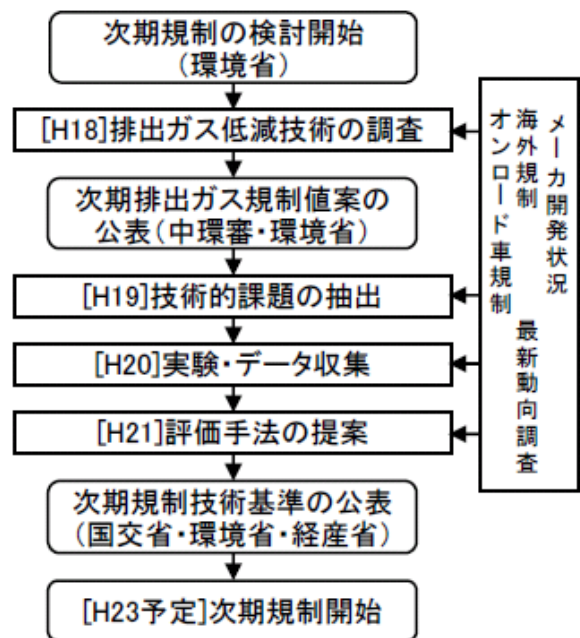 次期規制の検討開始
（環境省）
[H18]排出ガス低減技術の調査
次期排出ガス規制値案の
公表（中環審・環境省）
[H19]技術的課題の抽出
[H20]実験・データ収集
[H21]評価手法の提案
次期規制技術基準の公表
（国交省・環境省・経産省）
[H23予定]次期規制開始
メーカ開発状況
海外規制 最新動向調査
オンロード車規制